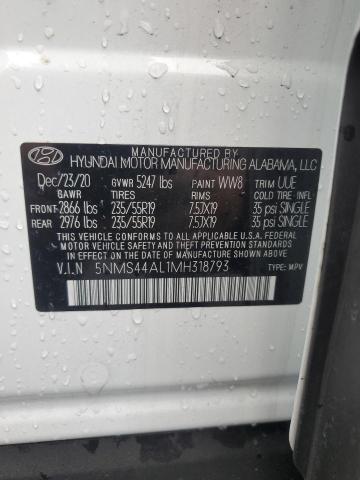 MANUFACTURED BY
HYUNDAI MOTOR MANUFACTURING ALABAMA, LLC
Dec/23/20 GVWR 5247 lbs PAINT WW8 TRIM UUE
GAWR TIRES RIMS COLD TIRE INFL
FRONT 2866 lbs 235/55R19 7.5JX19 35 psi SINGLE
REAR 2976 lbs 235/55R19 7.5JX19 35 psi SINGLE
THIS VEHICLE CONFORMS TO ALL APPLICABLE U.S.A. FEDERAL
MOTOR VEHICLE SAFETY, BUMPER, AND THEFT PREVENTION
STANDARDS IN EFFECT ON THE DATE OF MANUFACTURE SHOWN ABOVE.
V.I.N 5NMS44AL1MH318793 TYPE: MPV